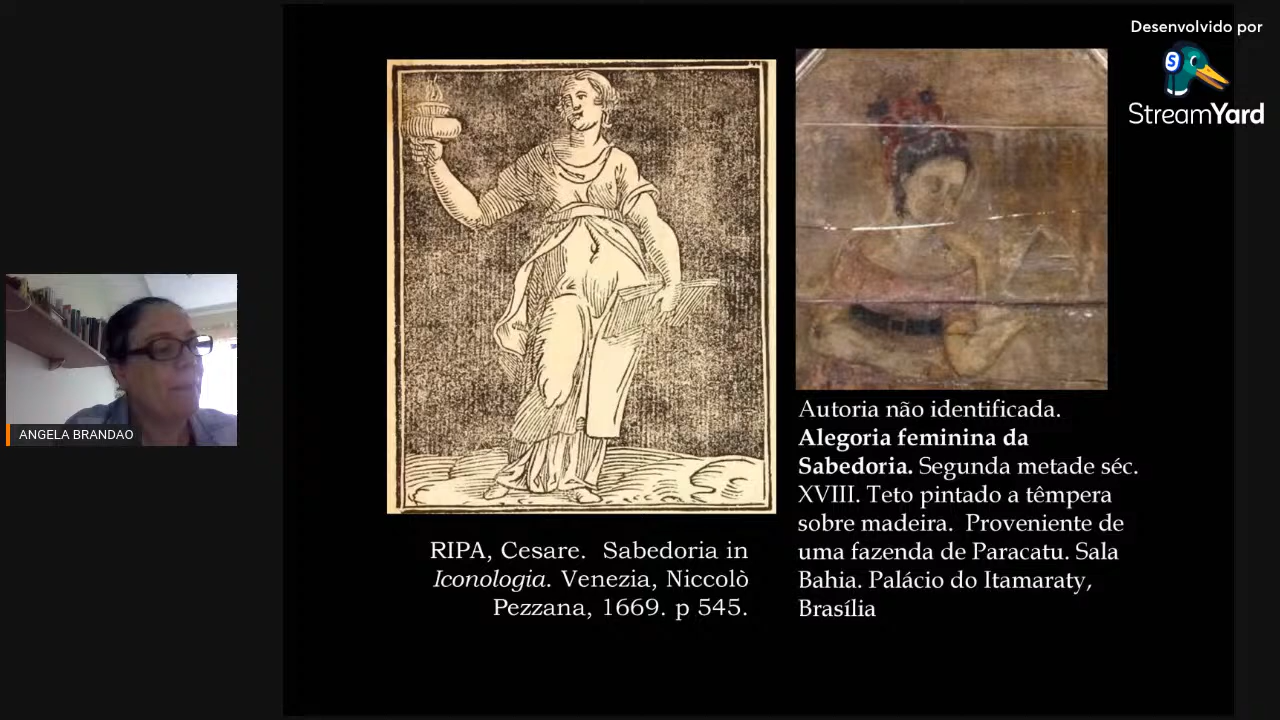 Desenvolvido por
StreamYard
ANGELA BRANDAO
RIPA, Cesare. Sabedoria in
Iconologia. Venezia, Niccolò
Pezzana, 1669. p 545.
Autoria não identificada.
Alegoria feminina da
Sabedoria. Segunda metade séc.
XVIII. Teto pintado a têmpera
sobre madeira. Proveniente de
uma fazenda de Paracatu. Sala
Bahia. Palácio do Itamaraty,
Brasília